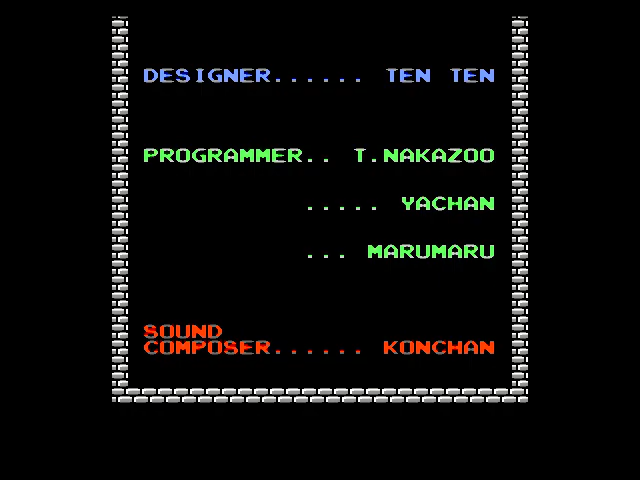 DESIGNER...... TEN TEN
PROGRAMMER.. T.NAKAZOO
..... YACHAN
... MARUMARU
SOUND
COMPOSER...... KONCHAN